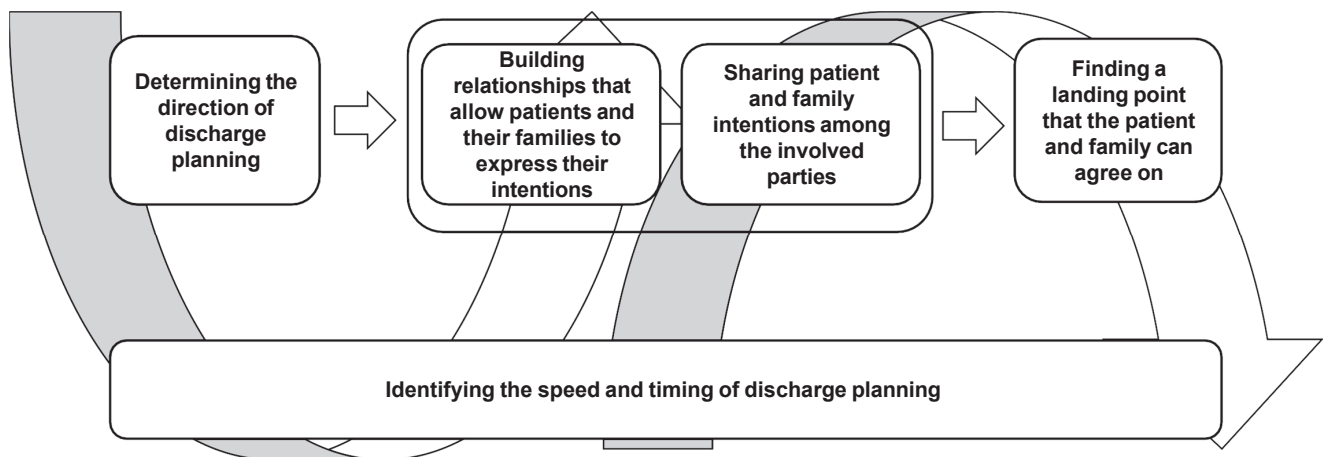 Determining the
direction of
discharge
planning
Building
relationships that
allow patients and
their families to
express their
intentions
Sharing patient
and family
intentions among
the involved
parties
Finding a
landing point
that the patient
and family can
agree on
Identifying the speed and timing of discharge planning